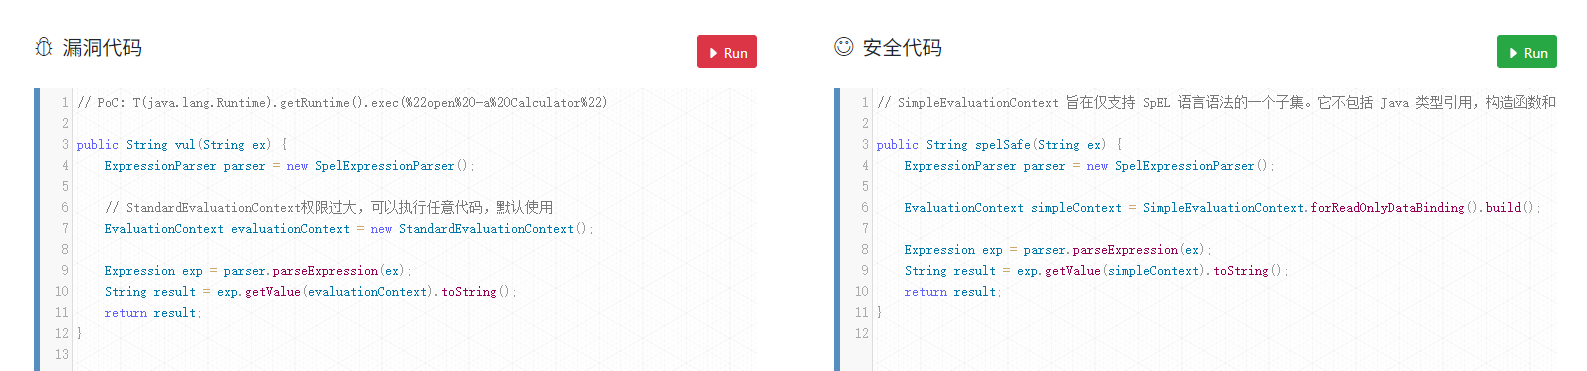 漏洞代码
Run
1 // PoC: T(java.lang.Runtime).getRuntime().exec(%22open%20-a%20Calculator%22)
2
3 public String vul(String ex) {
4 ExpressionParser parser = new SpelExpressionParser();
5
6 // StandardEvaluationContext权限过大，可以执行任意代码，默认使用
7 EvaluationContext evaluationContext = new StandardEvaluationContext();
8
9 Expression exp = parser.parseExpression(ex);
10 String result = exp.getValue(evaluationContext).toString();
11 return result;
12 }
13
安全代码
Run
1 // SimpleEvaluationContext 旨在仅支持 SpEL 语言语法的一个子集。它不包括 Java 类型引用，构造函数和
2
3 public String spelSafe(String ex) {
4 ExpressionParser parser = new SpelExpressionParser();
5
6 EvaluationContext simpleContext = SimpleEvaluationContext.forReadOnlyDataBinding().build();
7
8 Expression exp = parser.parseExpression(ex);
9 String result = exp.getValue(simpleContext).toString();
10 return result;
11 }
12